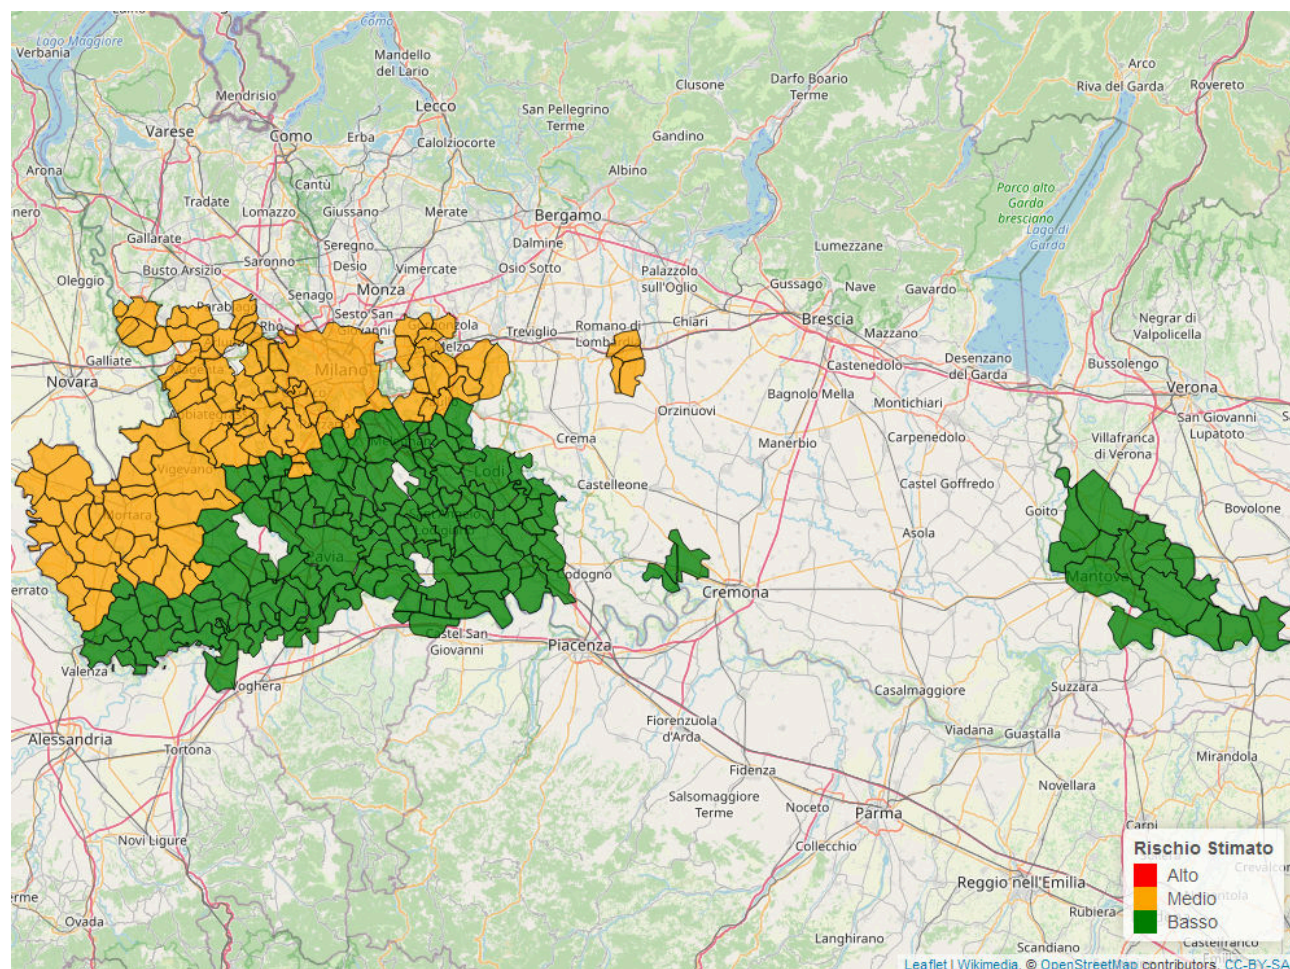 Como
Lago Maggiore
Verbania
Mandello
del Lario
Clusone
Darfo Boario
Terme
Arco
Riva del Garda
Rovereto
Mendrisio
Lecco
San Pellegrino
Terme
Varese
Como
Erba
Calolziocorte
Gandino
Arona
Albino
Cantù
Parco alto
Garda
bresciano
Tradate
Lomazzo
Giussano
Merate
Bergamo
Lago di
Garda
Gallarate
Seregno
Dalmine
Lumezzane
Saronno
Desio
Vimercate
Osio Sotto
Palazzolo
sull'Oglio
Busto Arsizio
Oleggio
Senago
Monza
Gussago
Nave
Gavardo
Parabiago
Sesto San
Giovanni
Rho
Gorgonzola
Treviglio
Romano di
Lombardia
Chiari
Brescia
Mazzano
Negrar di
Valpolicella
Melzo
Galliate
Magenta
Milano
Castenedolo
Desenzano
del Garda
Bussolengo
Novara
Verona
Bagnolo Mella
Montichiari
Orzinuovi
San Giovanni
Lupatoto
Crema
Manerbio
Carpenedolo
Villafranca
di Verona
Vigevano
Lodi
Castelleone
Castel Goffredo
Mortara
Goito
Bovolone
Asola
Pavia
Codogno
Mantova
Cremona
Castel San
Giovanni
Piacenza
Valenza
Voghera
Casalmaggiore
Suzzara
Fiorenzuola
d'Arda
Viadana
Guastalla
Alessandria
Tortona
Mirandola
Fidenza
Novellara
Salsomaggiore
Terme
Noceto
Parma
Carpi
Novi Ligure
Collecchio
Rischio Stimato
Alto
Medio
Basso
Reggio nell'Emilia
Rubiera
Ovada
Langhirano
Scandiano
Castelfranco
Leaflet | Wikimedia, © OpenStreetMap contributors, CC-BY-SA